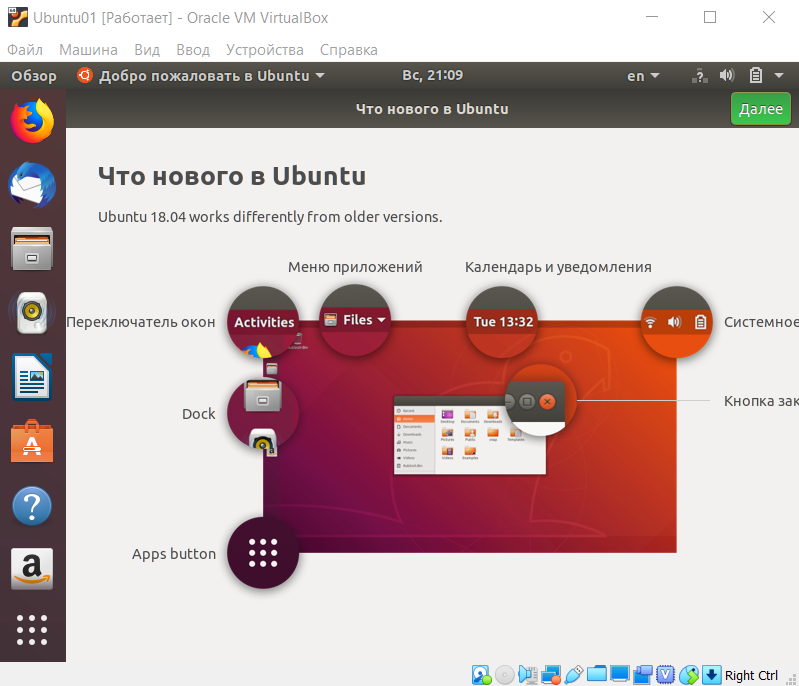 Ubuntu01 [Работает] - Oracle VM VirtualBox
Файл Машина Вид Ввод Устройства Справка
Обзор Добро пожаловать в Ubuntu Вс, 21:09 en
Что нового в Ubuntu Далее
Что нового в Ubuntu
Ubuntu 18.04 works differently from older versions.
Меню приложений Календарь и уведомления
Переключатель окон Activities Files Tue 13:32 Системное
Dock Кнопка зак
Apps button
Right Ctrl